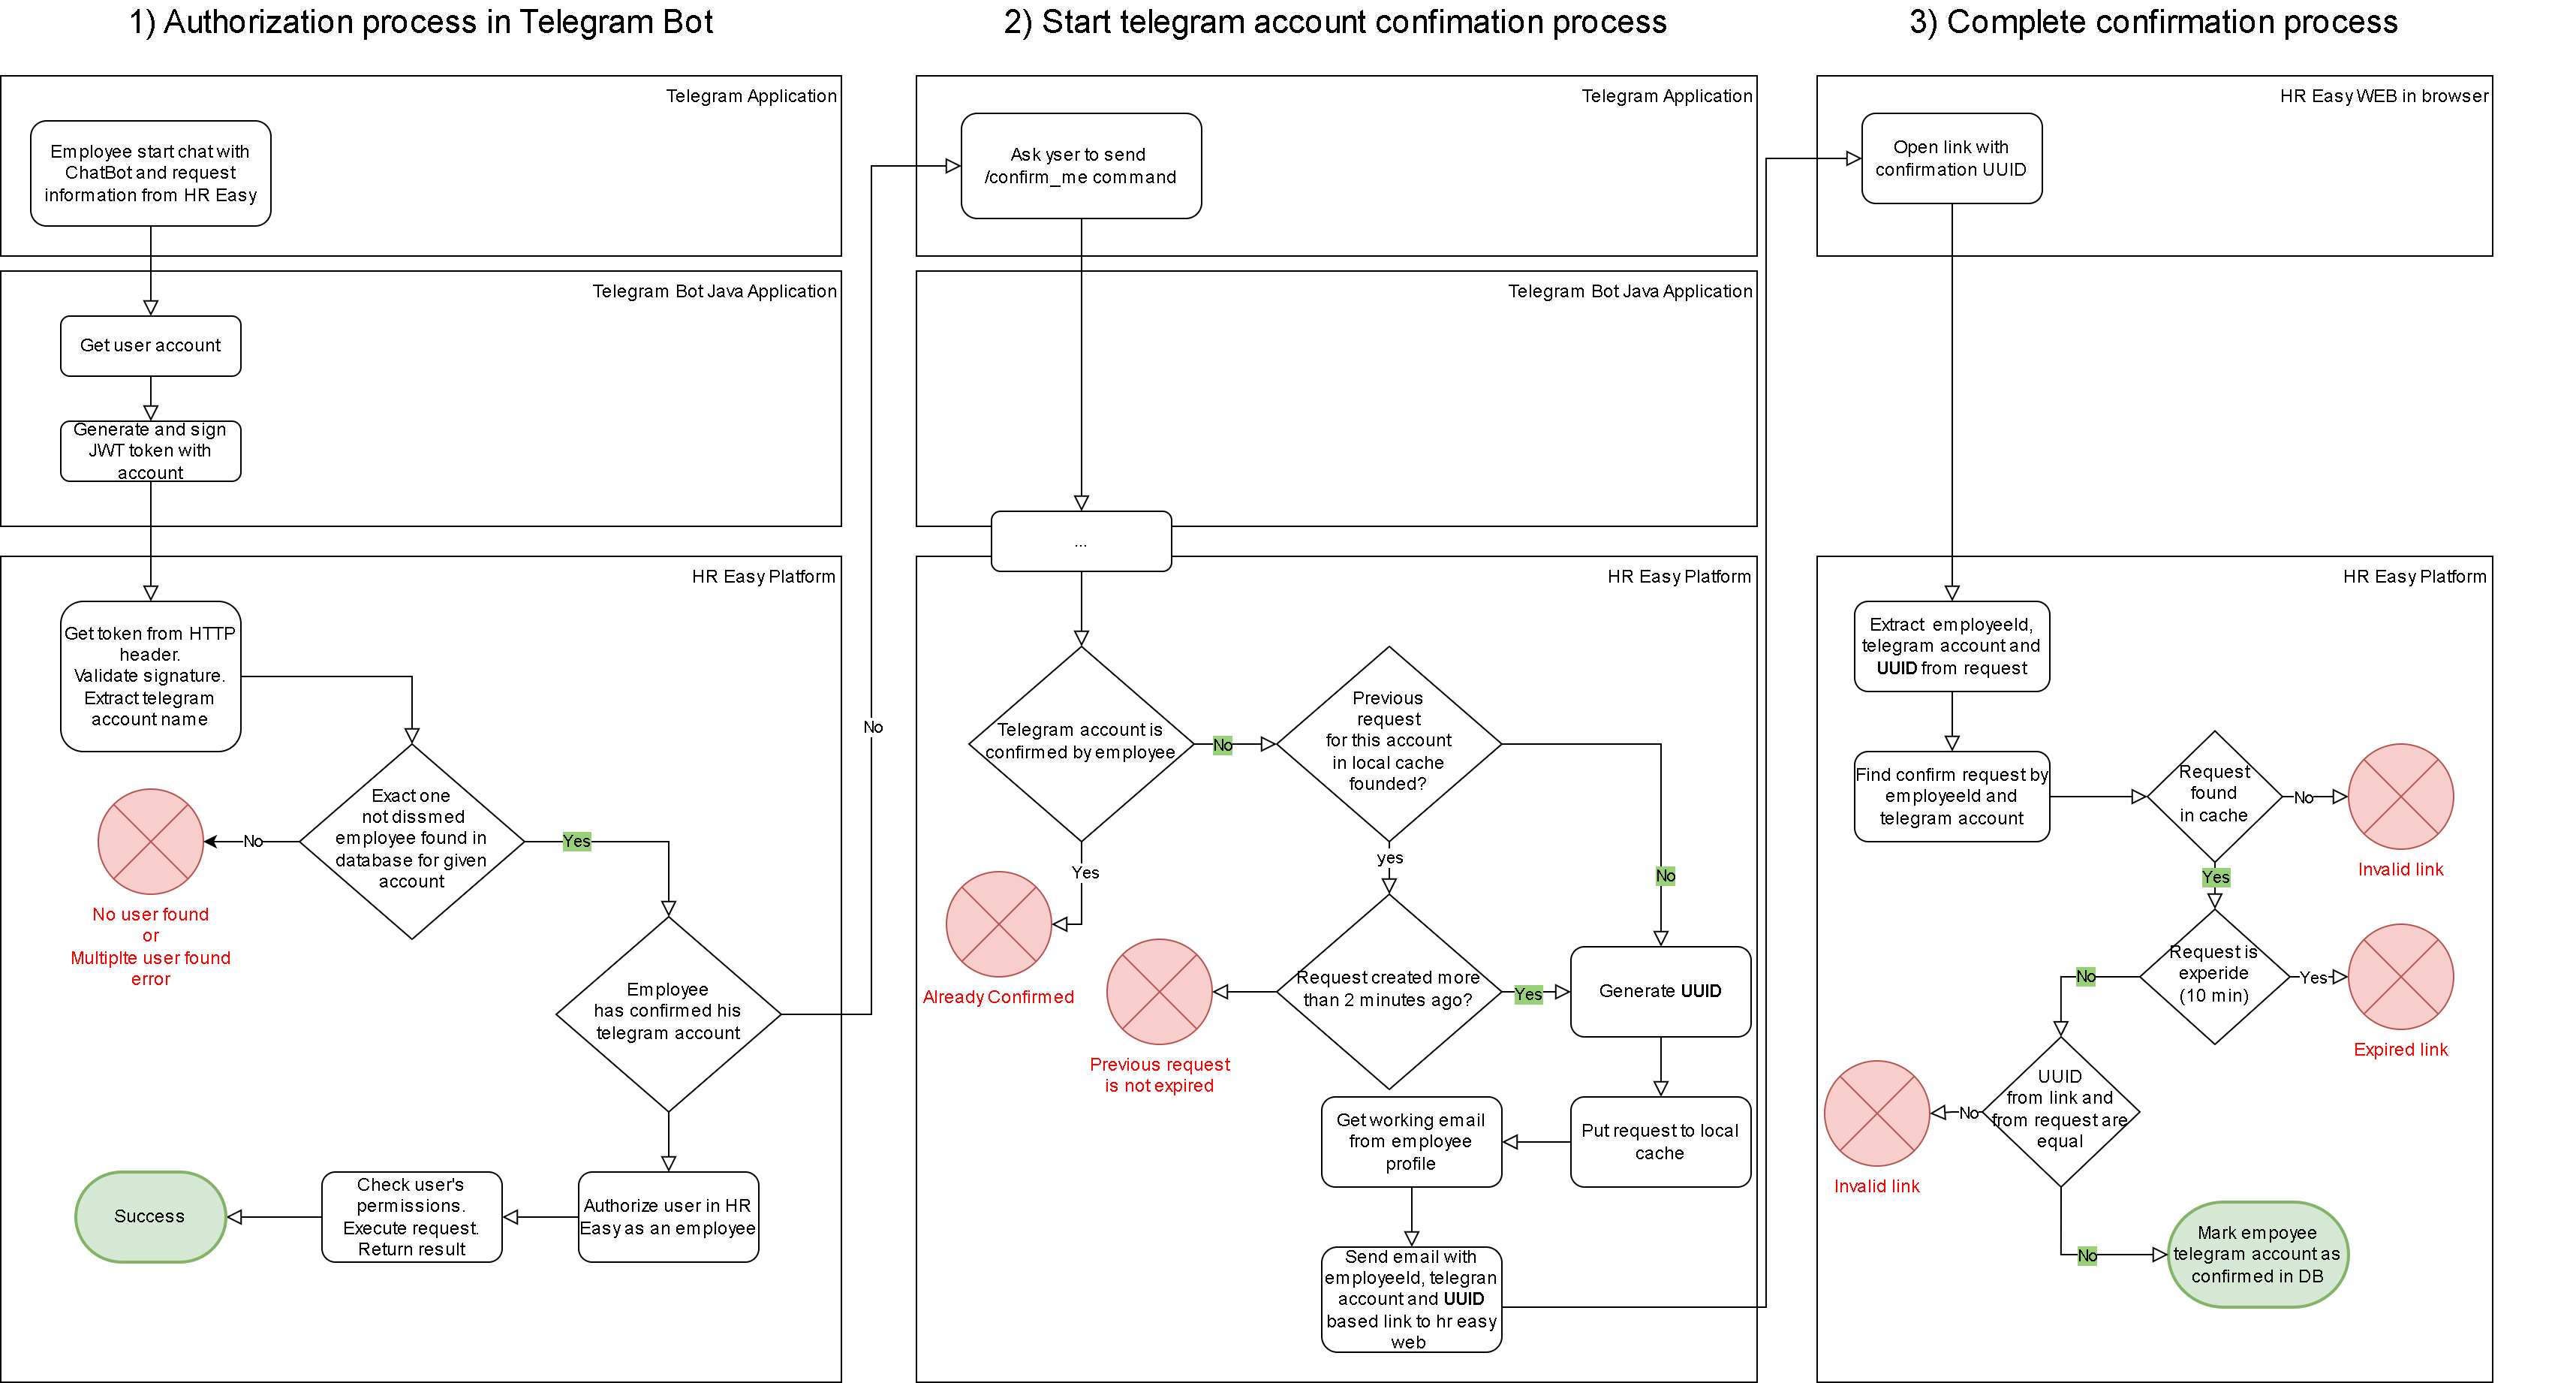 1) Authorization process in Telegram Bot
Telegram Application
Employee start chat with
ChatBot and request
information from HR Easy
Telegram Bot Java Application
Get user account
Generate and sign
JWT token with
account
HR Easy Platform
Get token from HTTP
header.
Validate signature.
Extract telegram
account name
Exact one
not dissmed
employee found in
database for given
account
No
No user found
or
Multiplte user found
error
Yes
Employee
has confirmed his
telegram account
No
Authorize user in HR
Easy as an employee
Check user's
permissions.
Execute request.
Return result
Success
2) Start telegram account confimation process
Telegram Application
Ask yser to send
/confirm_me command
Telegram Bot Java Application
...
HR Easy Platform
Telegram account is
confirmed by employee
No
Yes
Already Confirmed
Previous
request
for this account
in local cache
founded?
yes
No
Request created more
than 2 minutes ago?
Yes
Previous request
is not expired
Generate UUID
Put request to local
cache
Get working email
from employee
profile
Send email with
employeeId, telegran
account and UUID
based link to hr easy
web
3) Complete confirmation process
HR Easy WEB in browser
Open link with
confirmation UUID
HR Easy Platform
Extract employeeId,
telegram account and
UUID from request
Find confirm request by
employeeId and
telegram account
Request
found
in cache
No
Invalid link
Yes
Request is
experide
(10 min)
Yes
Expired link
No
UUID
from link and
from request are
equal
No
Invalid link
No
Mark empoyee
telegram account as
confirmed in DB